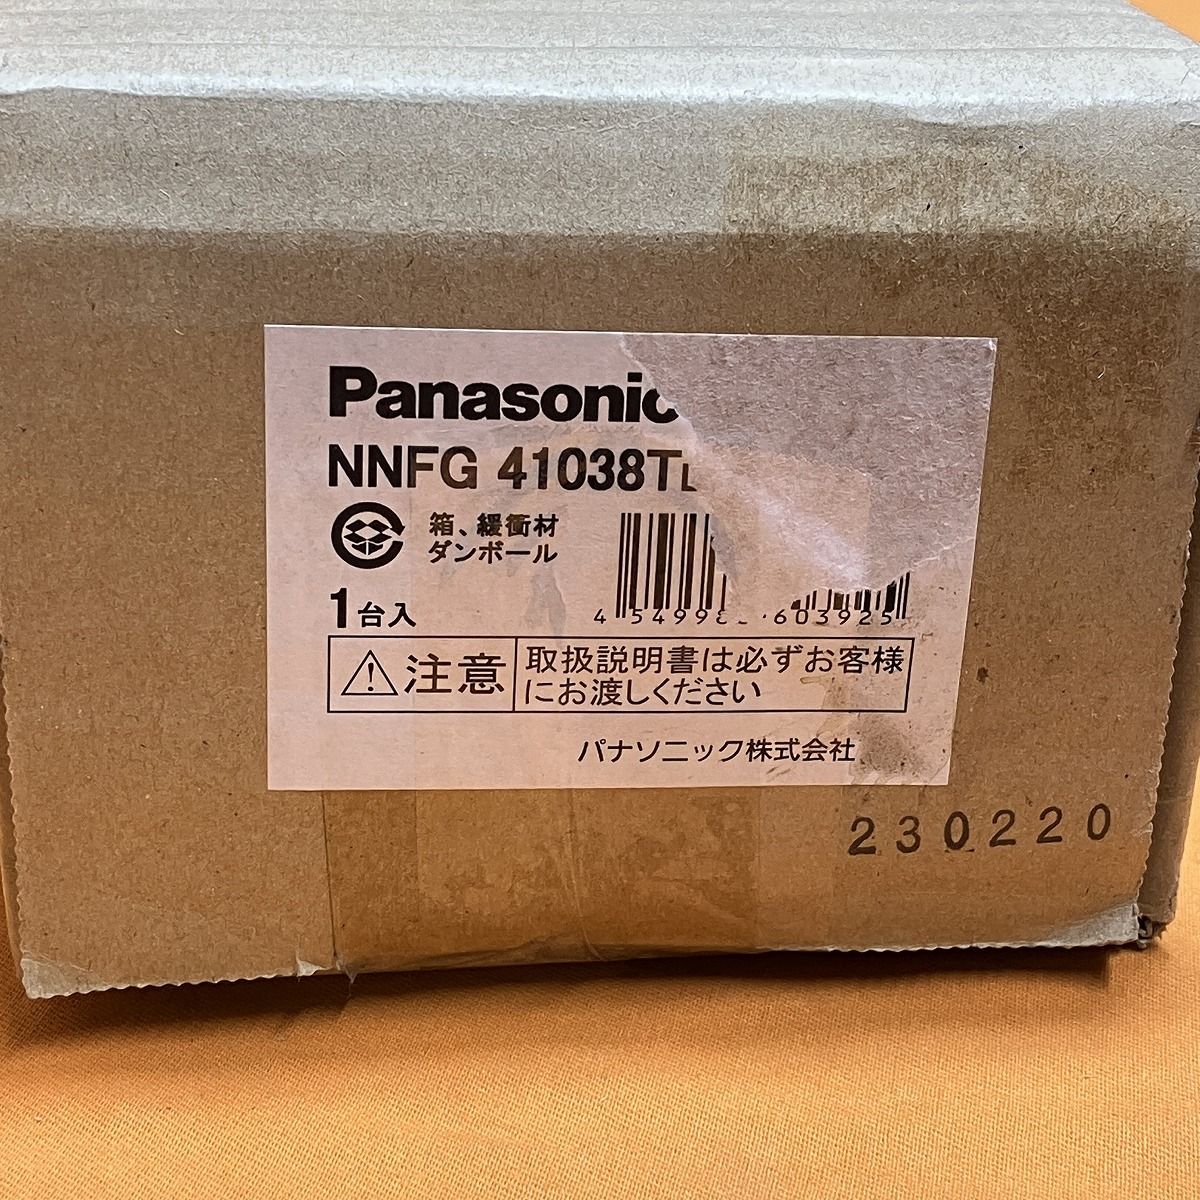 Panasonic
NNFG 41038T
箱、緩衝材
ダンボール
1台入
取扱説明書は必ずお客様
注意
にお渡しください
パナソニック株式会社
230220